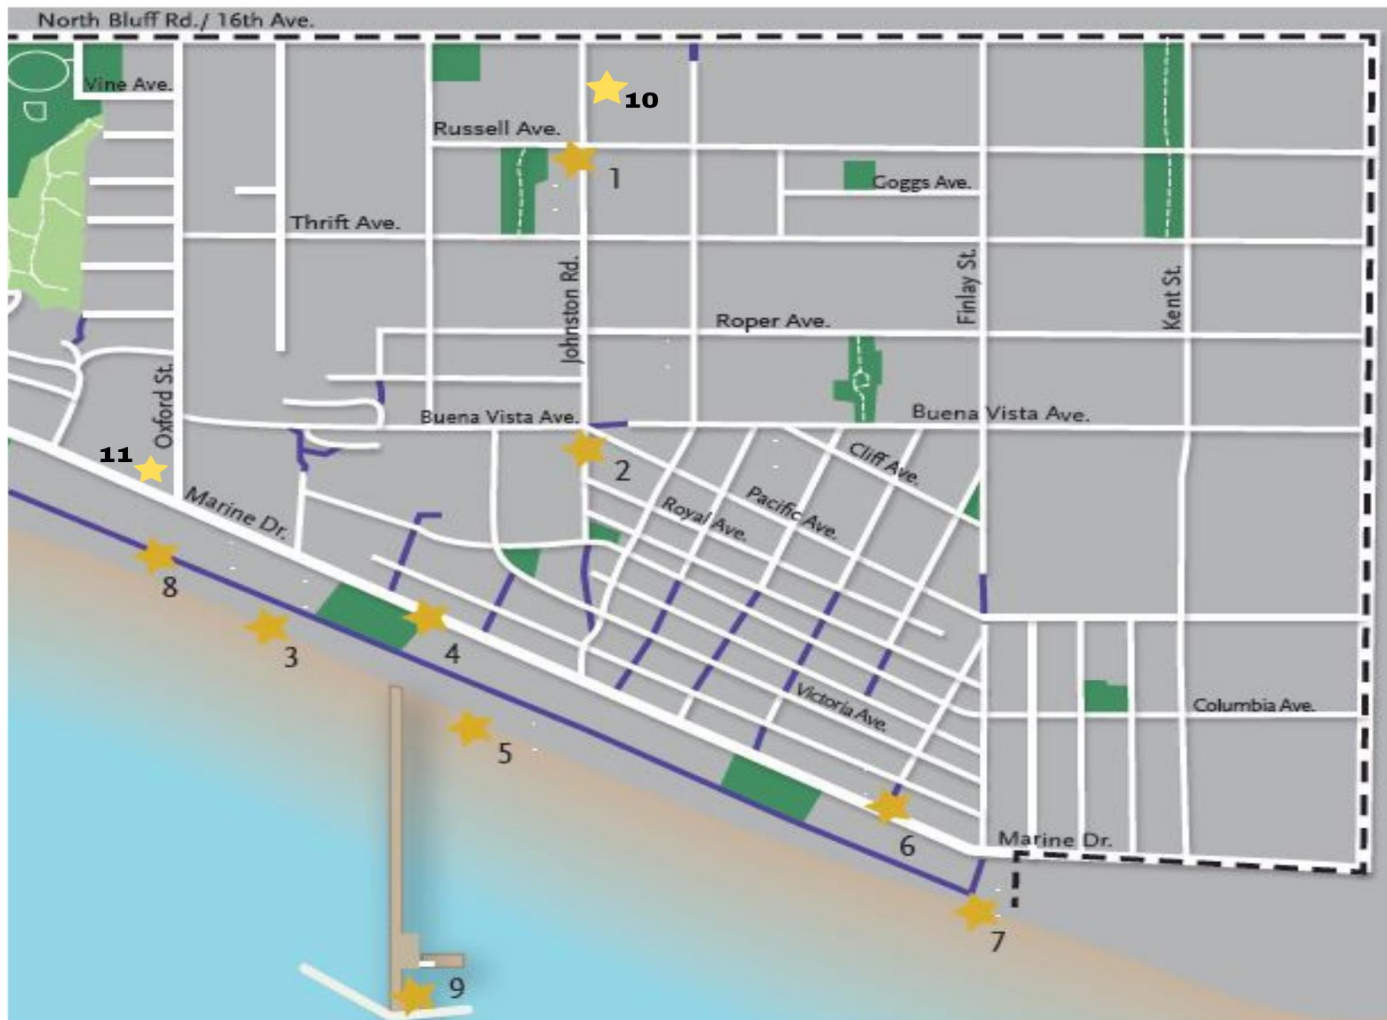 North Bluff Rd./ 16th Ave.
Vine Ave.
10
Russell Ave.
1
Goggs Ave.
Thrift Ave.
Johnston Rd.
Finlay St.
Kent St.
Roper Ave.
Oxford St.
Buena Vista Ave.
Buena Vista Ave.
11
2
Cliff Ave.
Marine Dr.
Royal Ave.
Pacific Ave.
8
3
4
Victoria Ave.
Columbia Ave.
5
6
Marine Dr.
7
9